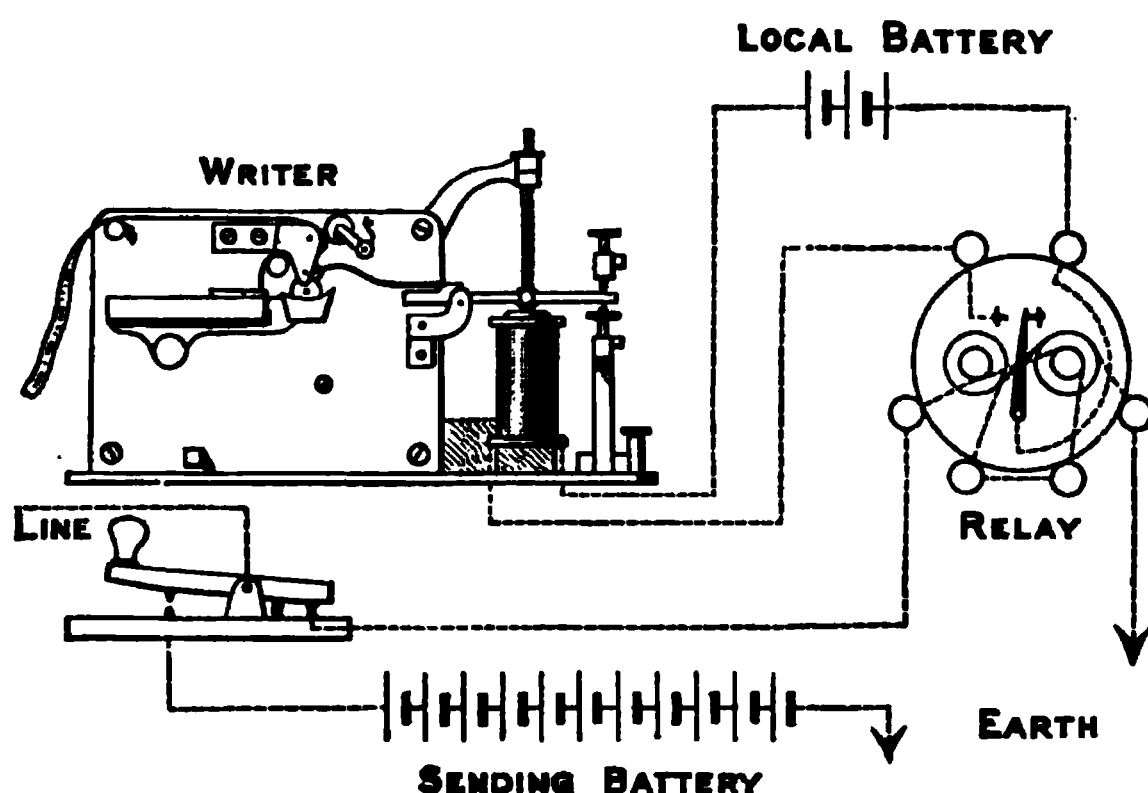 LOCAL BATTERY
WRITER
LINE
RELAY
EARTH
SENDING BATTERY